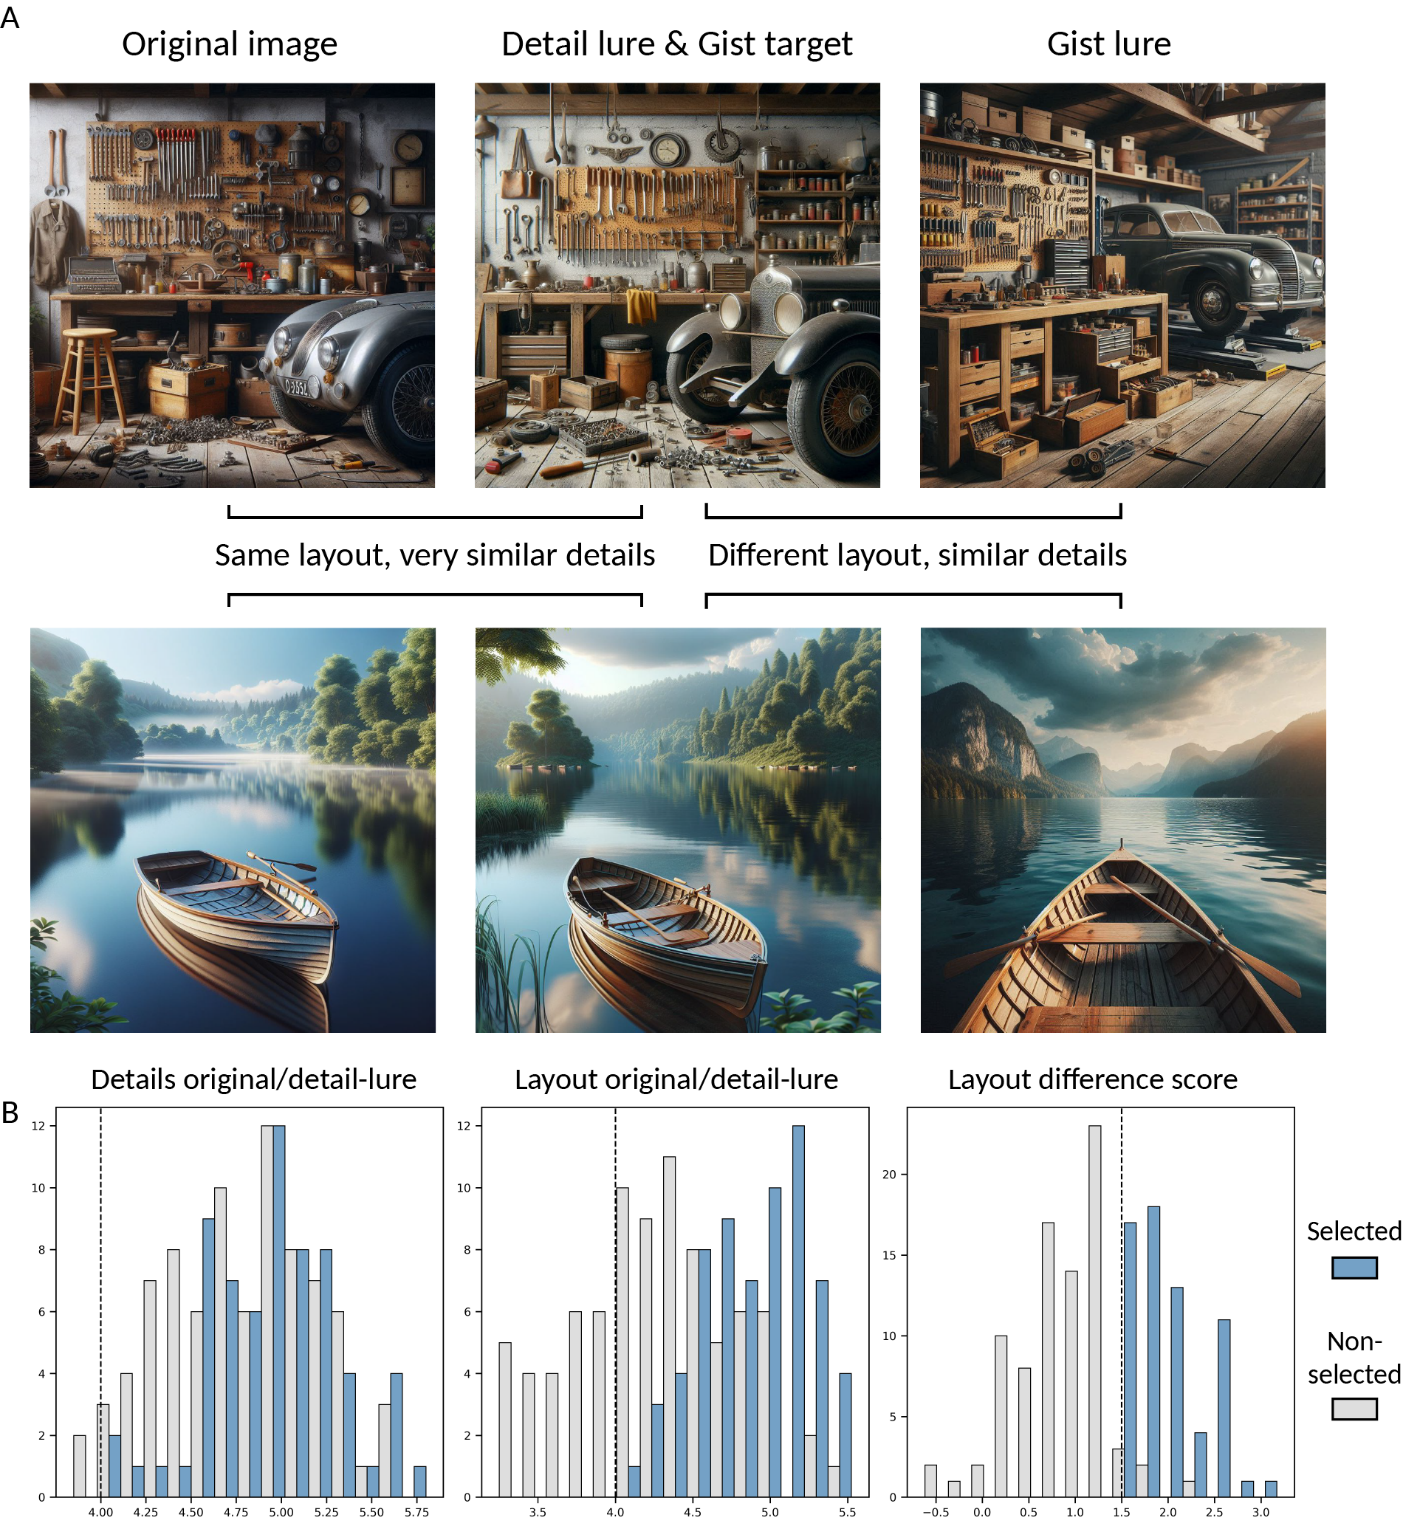 A
Original image
Detail lure & Gist target
Gist lure
Same layout, very similar details
Different layout, similar details
B
Details original/detail-lure
Layout original/detail-lure
Layout difference score
12
10
8
6
4
2
0
4.00 4.25 4.50 4.75 5.00 5.25 5.50 5.75
12
10
8
6
4
2
0
3.5 4.0 4.5 5.0 5.5
20
15
10
5
0
−0.5 0.0 0.5 1.0 1.5 2.0 2.5 3.0
Selected
Non-
selected